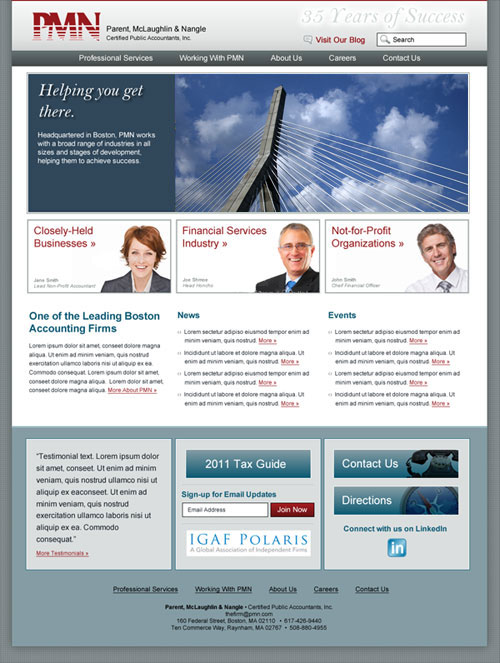 PMN
Parent, McLaughlin & Nangle
Certified Public Accountants, Inc.
35 Years of Success
Visit Our Blog
Search
Professional Services
Working With PMN
About Us
Careers
Contact Us
Helping you get
there.
Headquartered in Boston, PMN works
with a broad range of industries in all
sizes and stages of development,
helping them to achieve success.
Closely-Held
Businesses »
Jane Smith
Lead Non-Profit Accountant
Financial Services
Industry »
Joe Shmoe
Head Honcho
Not-for-Profit
Organizations »
John Smith
Chief Financial Officer
One of the Leading Boston
Accounting Firms
Lorem ipsum dolor sit amet, conseet dolore magna
aliqua. Ut enim ad minim veniam, quis nostrud
exercitation ullamco laboris nisi ut aliquip ex ea.
Commodo consequat. Lorem ipsum dolor sit amet,
conseet dolore magna aliqua. Lorem ipsum dolor sit
amet, conseet dolore magna aliqua. More About PMN »
News
Lorem sectetur adipiso eiusmod tempor enim ad
minim veniam, quis nostrud. More »
Incididunt ut labore et dolore magna aliqua. Ut
enim ad minim veniam, quis nostrud. More »
Lorem sectetur adipiso eiusmod tempor enim ad
minim veniam, quis nostrud. More »
Incididunt ut labore et dolore magna aliqua. Ut
enim ad minim veniam, quis nostrud. More »
Events
Lorem sectetur adipiso eiusmod tempor enim ad
minim veniam, quis nostrud. More »
Incididunt ut labore et dolore magna aliqua. Ut
enim ad minim veniam, quis nostrud. More »
Lorem sectetur adipiso eiusmod tempor enim ad
minim veniam, quis nostrud. More »
Incididunt ut labore et dolore magna aliqua. Ut
enim ad minim veniam, quis nostrud. More »
“Testimonial text. Lorem ipsum dolor
sit amet, conseet. Ut enim ad minim
veniam, quis nostrud
exercitation ullamco laboris nisi ut
aliquip ex eaconseet. Ut enim ad
minim veniam, quis nostrud
exercitation ullamco laboris nisi ut
aliquip ex ea. Commodo
consequat.”
More Testimonials »
2011 Tax Guide
Sign-up for Email Updates
Email Address
Join Now
IGAF POLARIS
A Global Association of Independent Firms
Contact Us
Directions
Connect with us on LinkedIn
in
Professional Services
Working With PMN
About Us
Careers
Contact Us
Parent, McLaughlin & Nangle • Certified Public Accountants, Inc.
thefirm@pmn.com
160 Federal Street, Boston, MA 02110 • 617-426-9440
Ten Commerce Way, Raynham, MA 02767 • 508-880-4955